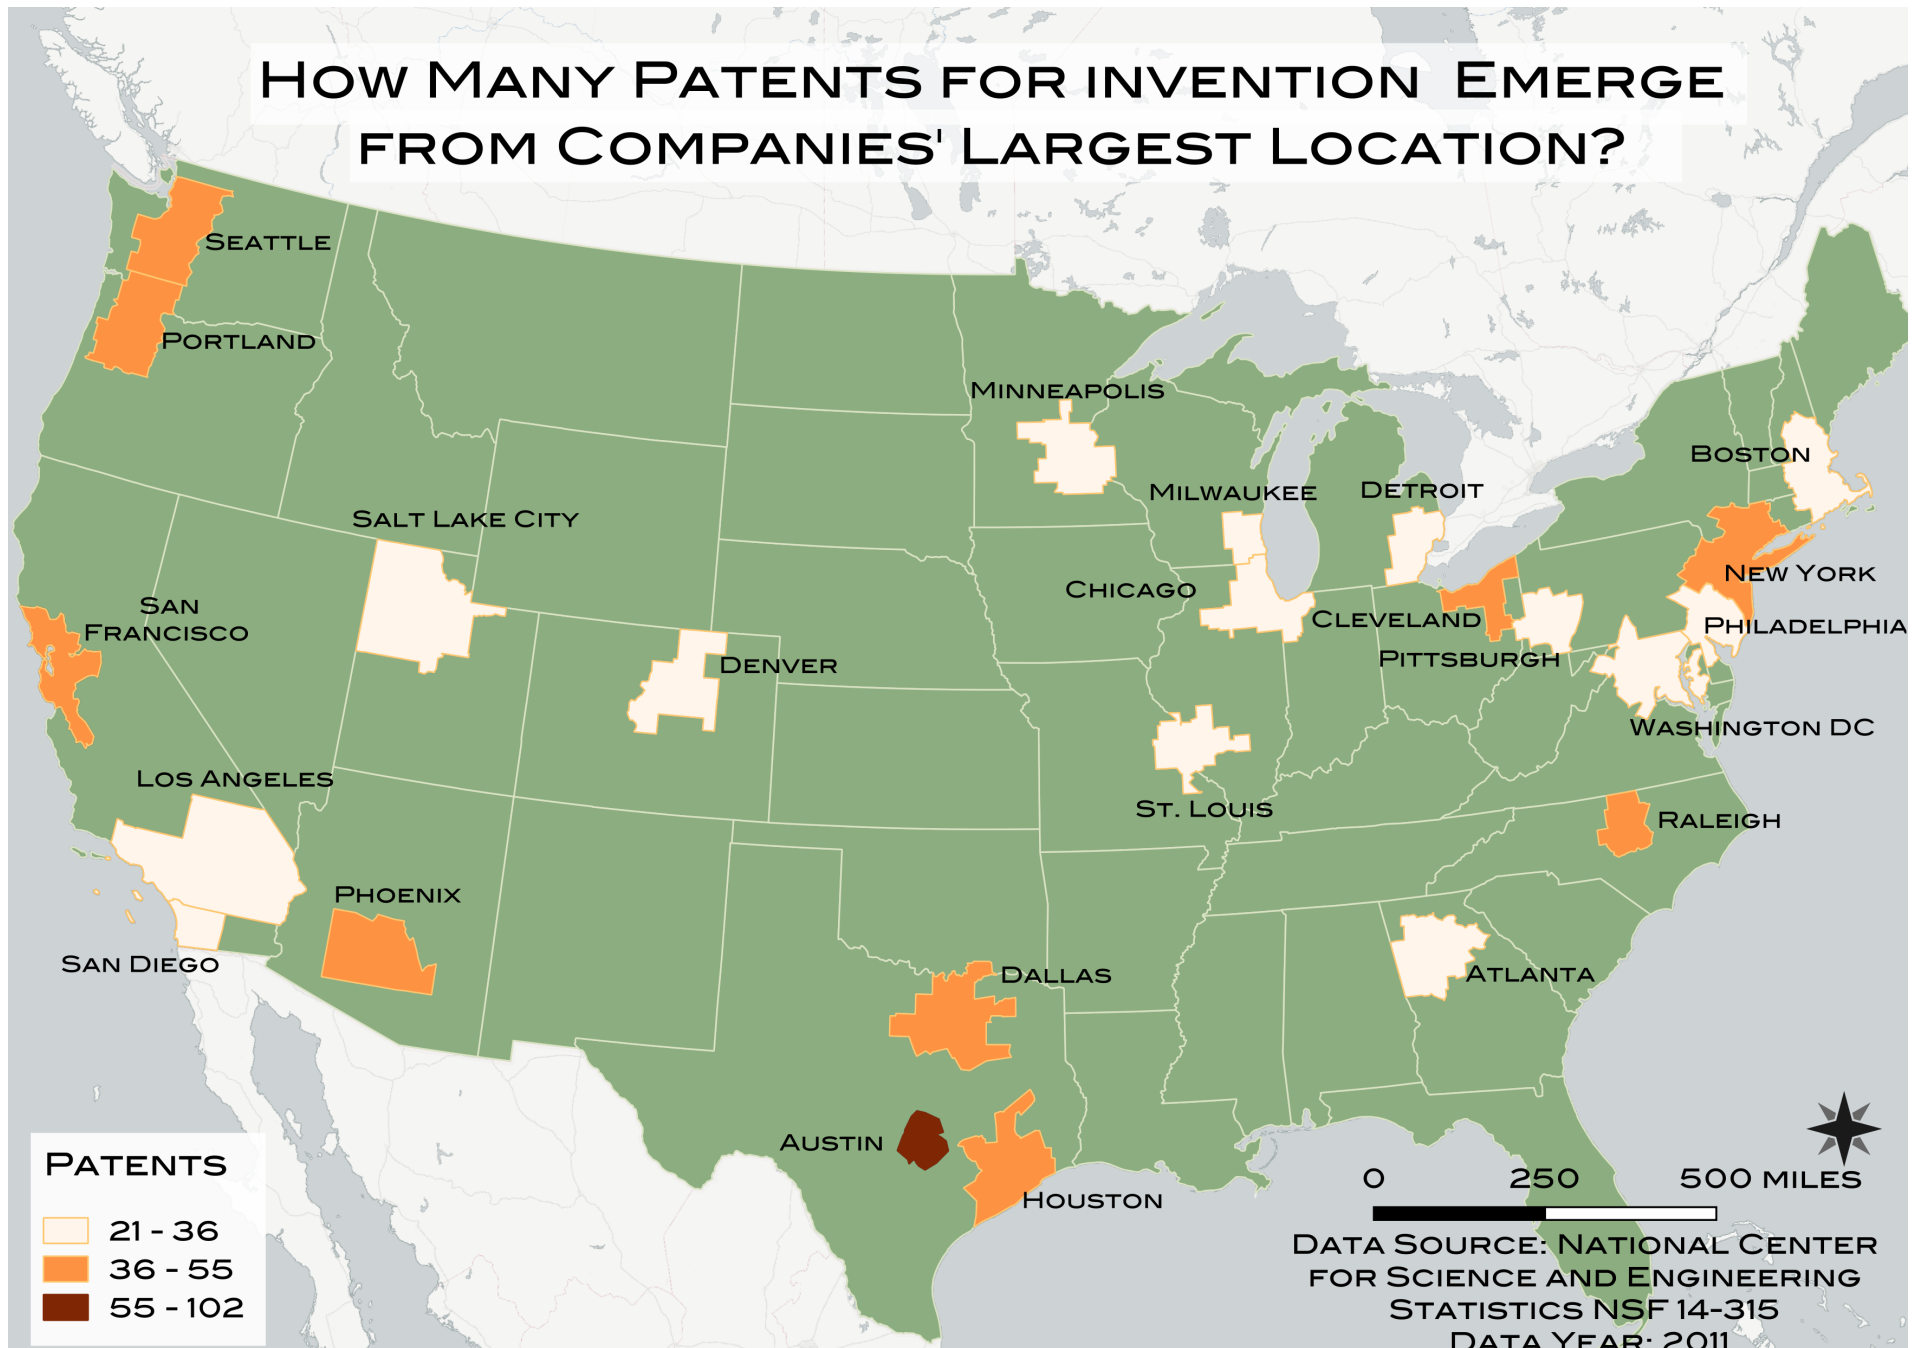 How Many Patents for invention Emerge
from Companies' Largest Location?
Seattle
Portland
Minneapolis
Boston
Milwaukee
Detroit
Salt Lake City
New York
Chicago
San
Francisco
Cleveland
Philadelphia
Pittsburgh
Denver
Washington DC
Los Angeles
St. Louis
Raleigh
Phoenix
San Diego
Dallas
Atlanta
Austin
Houston
Patents
21 - 36
36 - 55
55 - 102
0 250 500 miles
Data Source: National Center
for Science and Engineering
Statistics NSF 14-315
Data Year: 2011